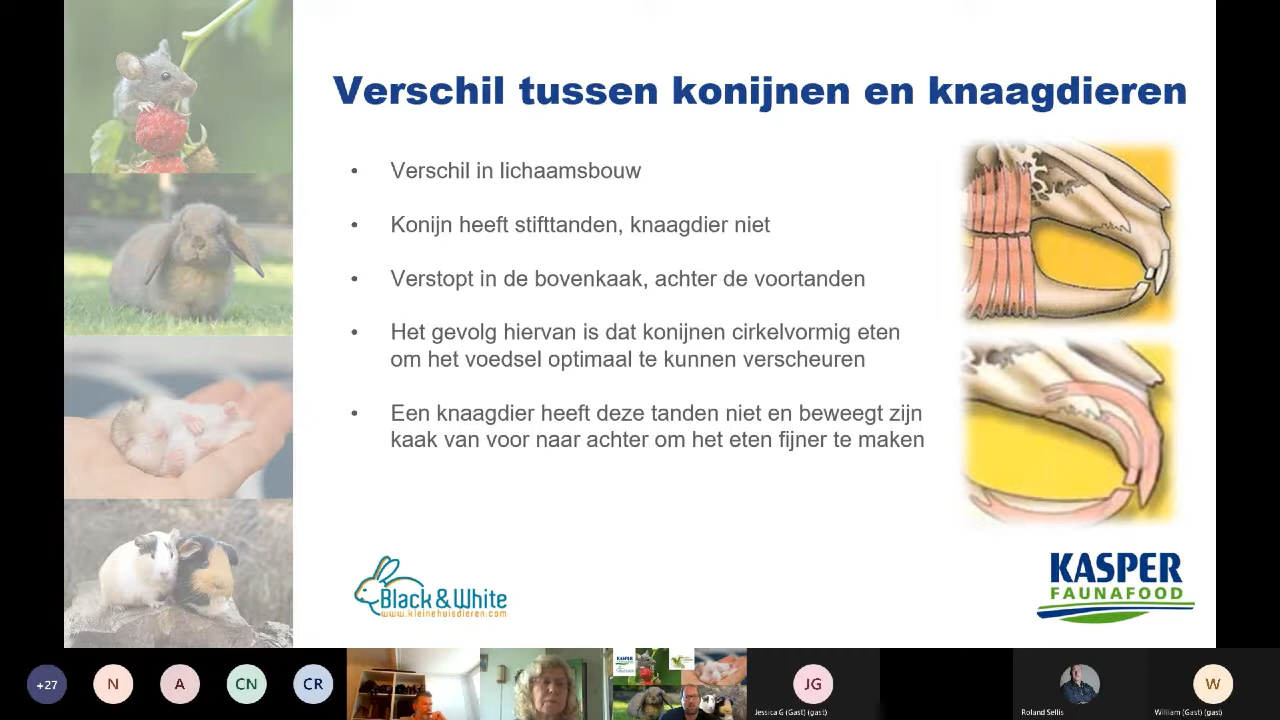 Verschil tussen konijnen en knaagdieren
• Verschil in lichaamsbouw
• Konijn heeft stifttanden, knaagdier niet
• Verstopt in de bovenkaak, achter de voortanden
• Het gevolg hiervan is dat konijnen cirkelvormig eten
om het voedsel optimaal te kunnen verscheuren
• Een knaagdier heeft deze tanden niet en beweegt zijn
kaak van voor naar achter om het eten fijner te maken
Black & White
www.kleinehuisdieren.com
KASPER
FAUNAFOOD
+27
N
A
CN
CR
KASPER
JG
Jessica G (Gast) (gast)
Roland Sellis
W
William (Gast) (gast)